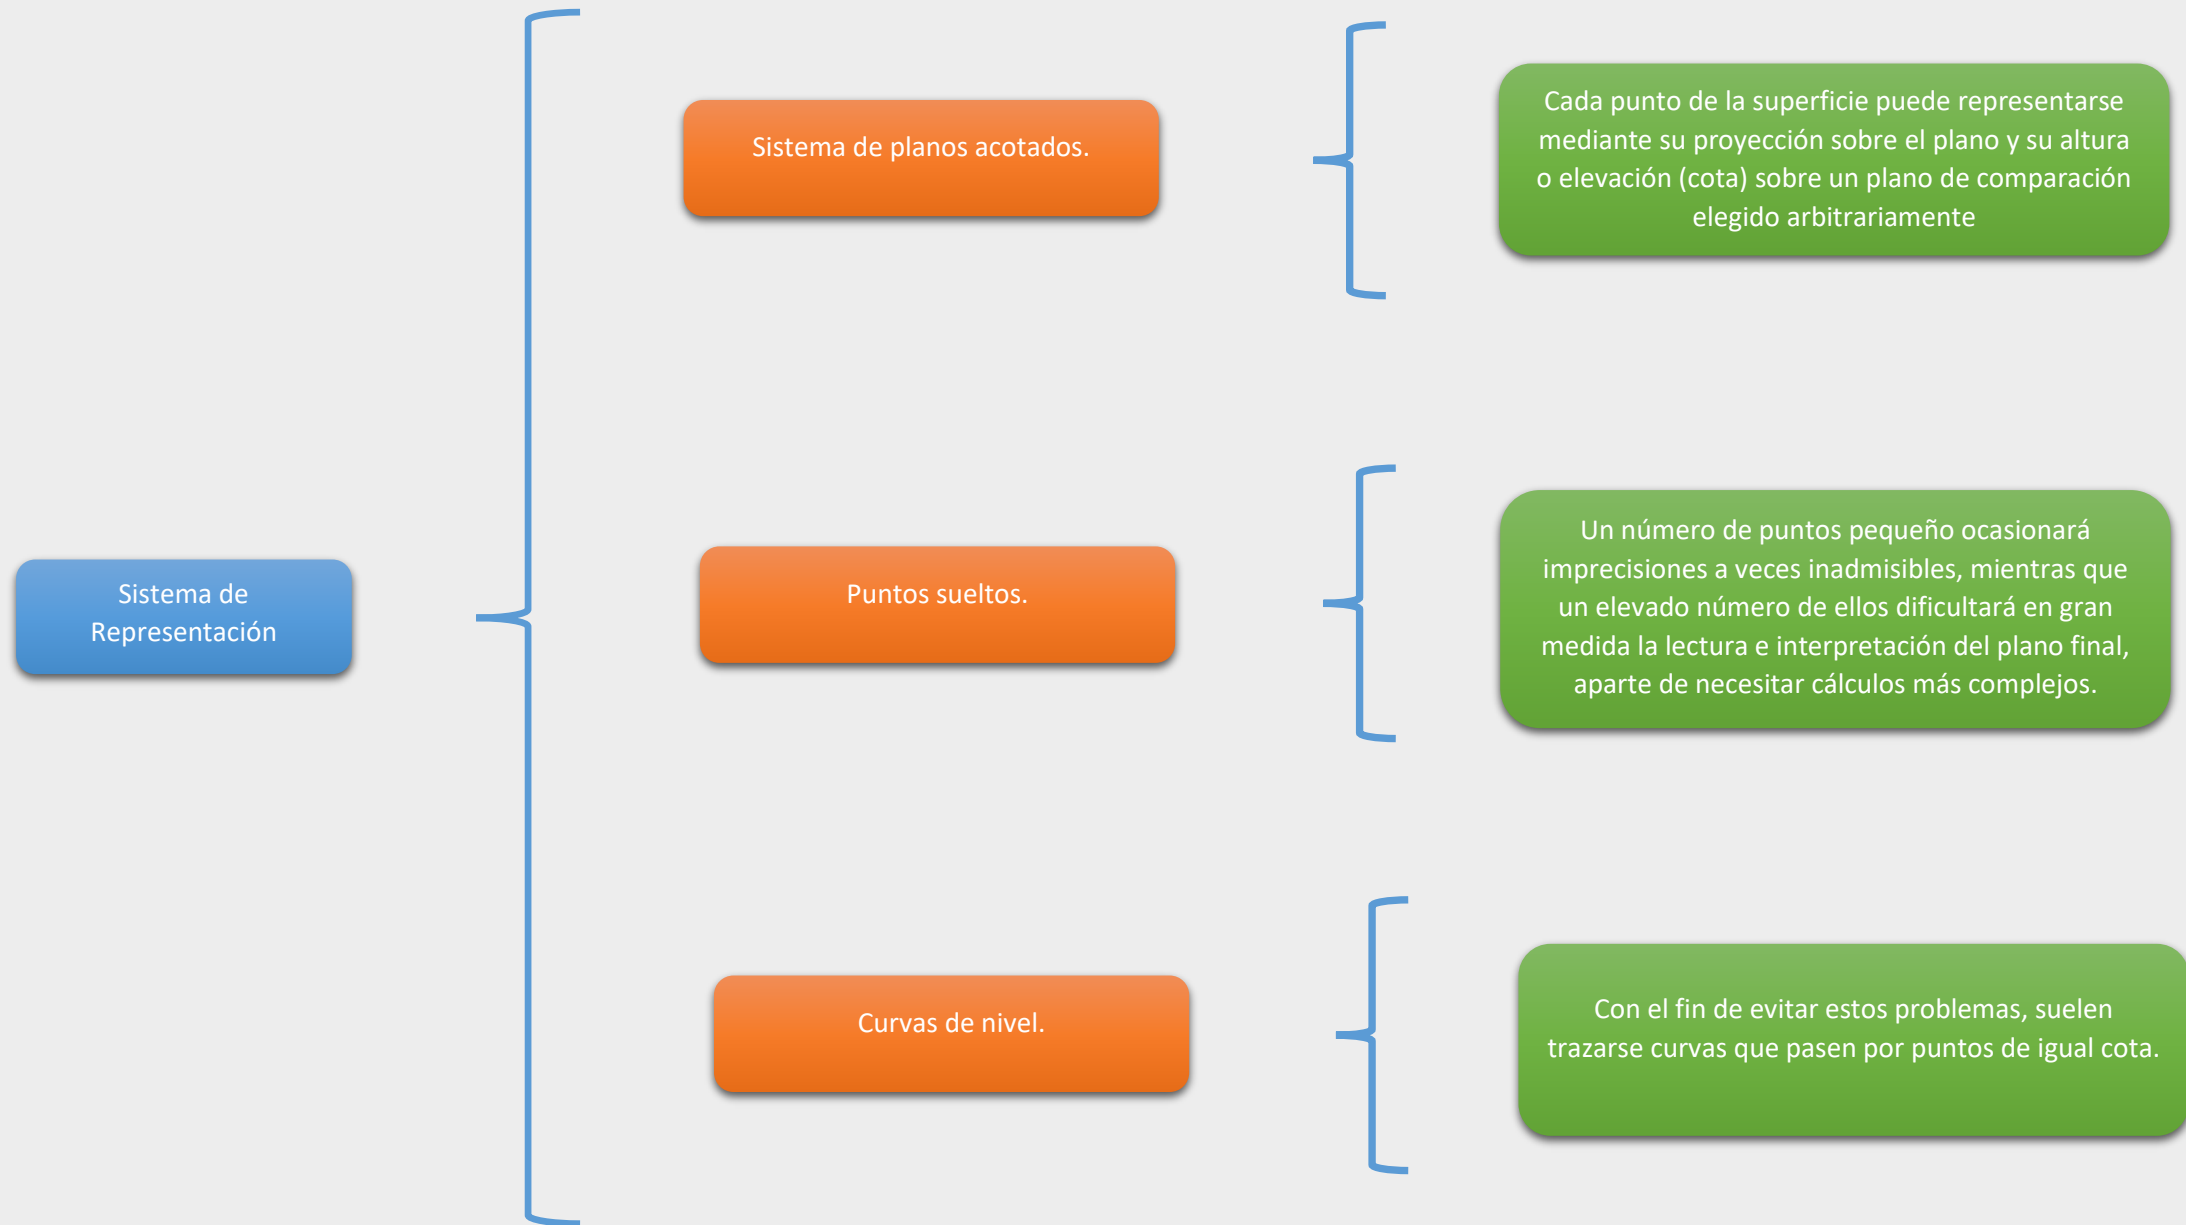 Sistema de
Representación
Sistema de planos acotados.
Cada punto de la superficie puede representarse
mediante su proyección sobre el plano y su altura
o elevación (cota) sobre un plano de comparación
elegido arbitrariamente
Puntos sueltos.
Un número de puntos pequeño ocasionará
imprecisiones a veces inadmisibles, mientras que
un elevado número de ellos dificultará en gran
medida la lectura e interpretación del plano final,
aparte de necesitar cálculos más complejos.
Curvas de nivel.
Con el fin de evitar estos problemas, suelen
trazarse curvas que pasen por puntos de igual cota.